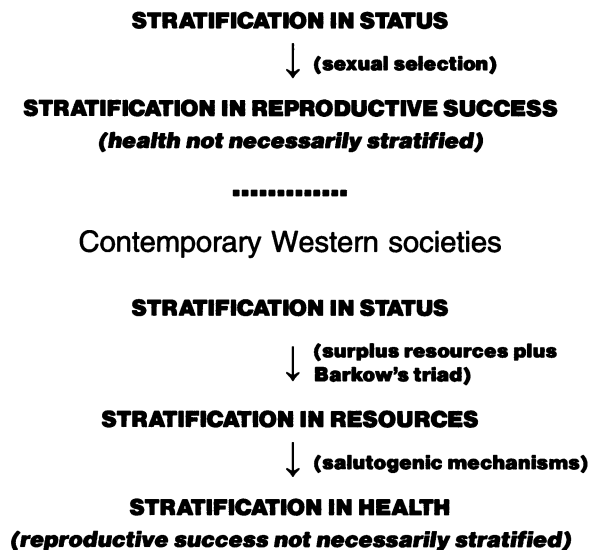 STRATIFICATION IN STATUS
(sexual selection)
STRATIFICATION IN REPRODUCTIVE SUCCESS
(health not necessarily stratified)
Contemporary Western societies
STRATIFICATION IN STATUS
(surplus resources plus
Barkow's triad)
STRATIFICATION IN RESOURCES
(salutogenic mechanisms)
STRATIFICATION IN HEALTH
(reproductive success not necessarily stratified)